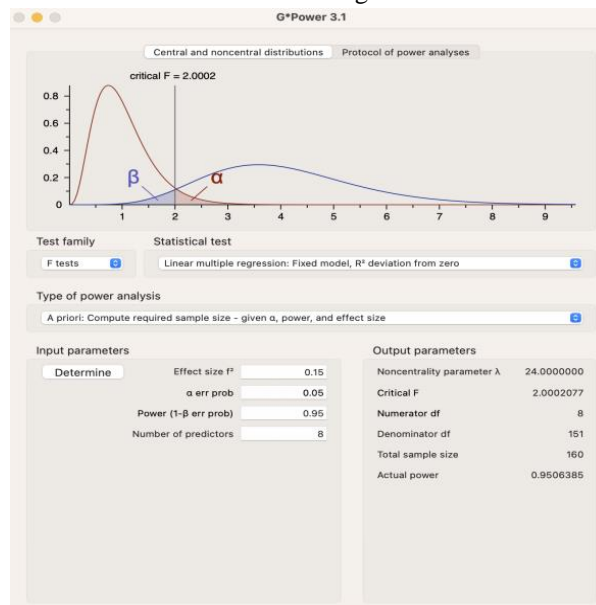 G*Power 3.1
Central and noncentral distributions Protocol of power analyses
critical F = 2.0002
0.8
0.6
0.4
0.2
0
β
α
1 2 3 4 5 6 7 8 9
Test family Statistical test
F tests Linear multiple regression: Fixed model, R² deviation from zero
Type of power analysis
A priori: Compute required sample size – given α, power, and effect size
Input parameters Output parameters
Determine Effect size f² 0.15 Noncentrality parameter λ 24.0000000
α err prob 0.05 Critical F 2.0002077
Power (1-β err prob) 0.95 Numerator df 8
Number of predictors 8 Denominator df 151
Total sample size 160
Actual power 0.9506385